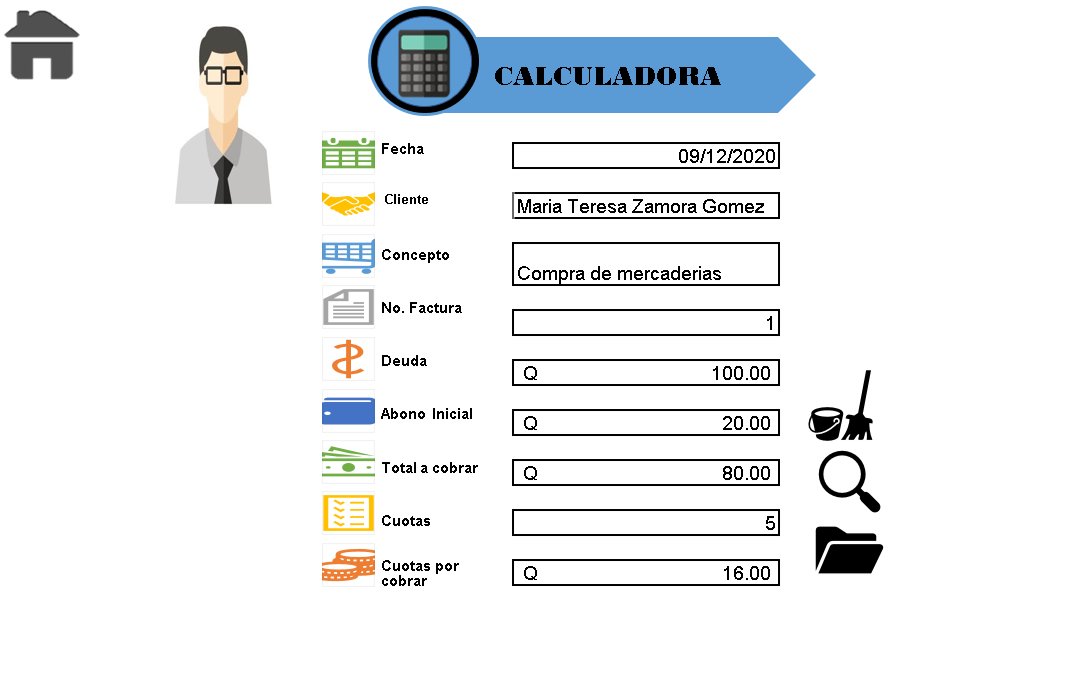 CALCULADORA
Fecha 09/12/2020
Cliente Maria Teresa Zamora Gomez
Concepto Compra de mercaderias
No. Factura 1
Deuda Q 100.00
Abono Inicial Q 20.00
Total a cobrar Q 80.00
Cuotas 5
Cuotas por
cobrar Q 16.00